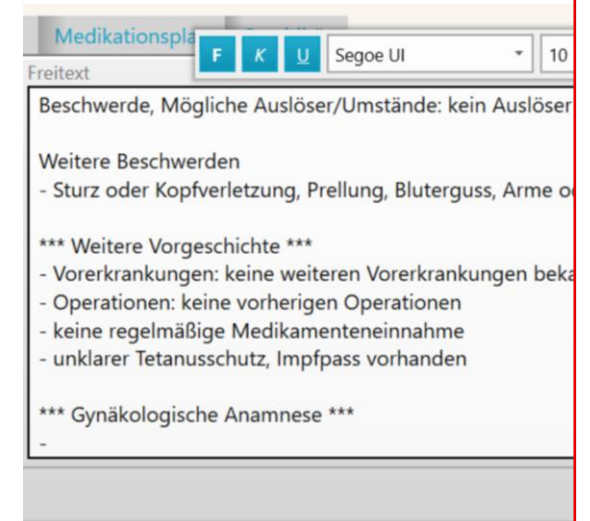 Medikationspla
F K U Segoe UI 10
Freitext
Beschwerde, Mögliche Auslöser/Umstände: kein Auslöser
Weitere Beschwerden
- Sturz oder Kopfverletzung, Prellung, Bluterguss, Arme o
*** Weitere Vorgeschichte ***
- Vorerkrankungen: keine weiteren Vorerkrankungen beka
- Operationen: keine vorherigen Operationen
- keine regelmäßige Medikamenteneinnahme
- unklarer Tetanusschutz, Impfpass vorhanden
*** Gynäkologische Anamnese ***
-